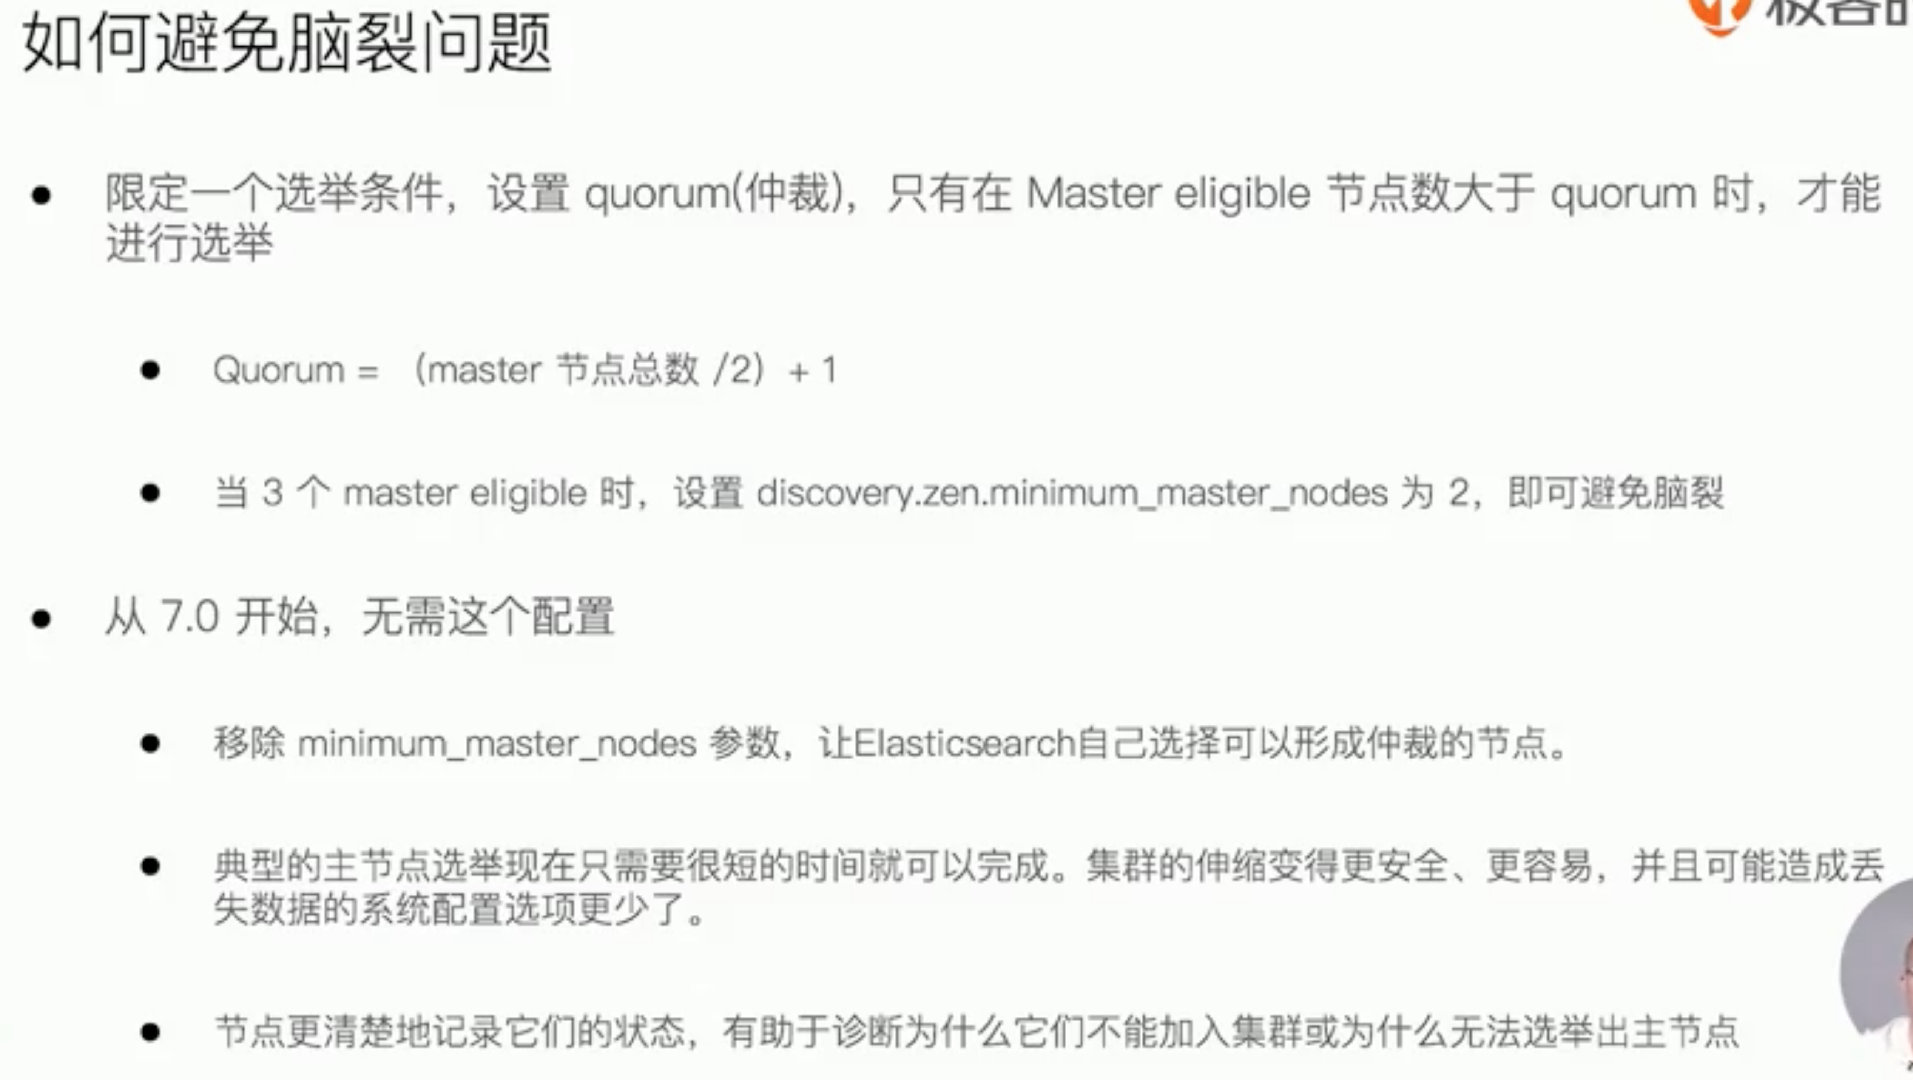 如何避免脑裂问题
● 限定一个选举条件，设置 quorum(仲裁)，只有在 Master eligible 节点数大于 quorum 时，才能
进行选举
● Quorum = （master 节点总数 /2）+ 1
● 当 3 个 master eligible 时，设置 discovery.zen.minimum_master_nodes 为 2，即可避免脑裂
● 从 7.0 开始，无需这个配置
● 移除 minimum_master_nodes 参数，让Elasticsearch自己选择可以形成仲裁的节点。
● 典型的主节点选举现在只需要很短的时间就可以完成。集群的伸缩变得更安全、更容易，并且可能造成丢
失数据的系统配置选项更少了。
● 节点更清楚地记录它们的状态，有助于诊断为什么它们不能加入集群或为什么无法选举出主节点